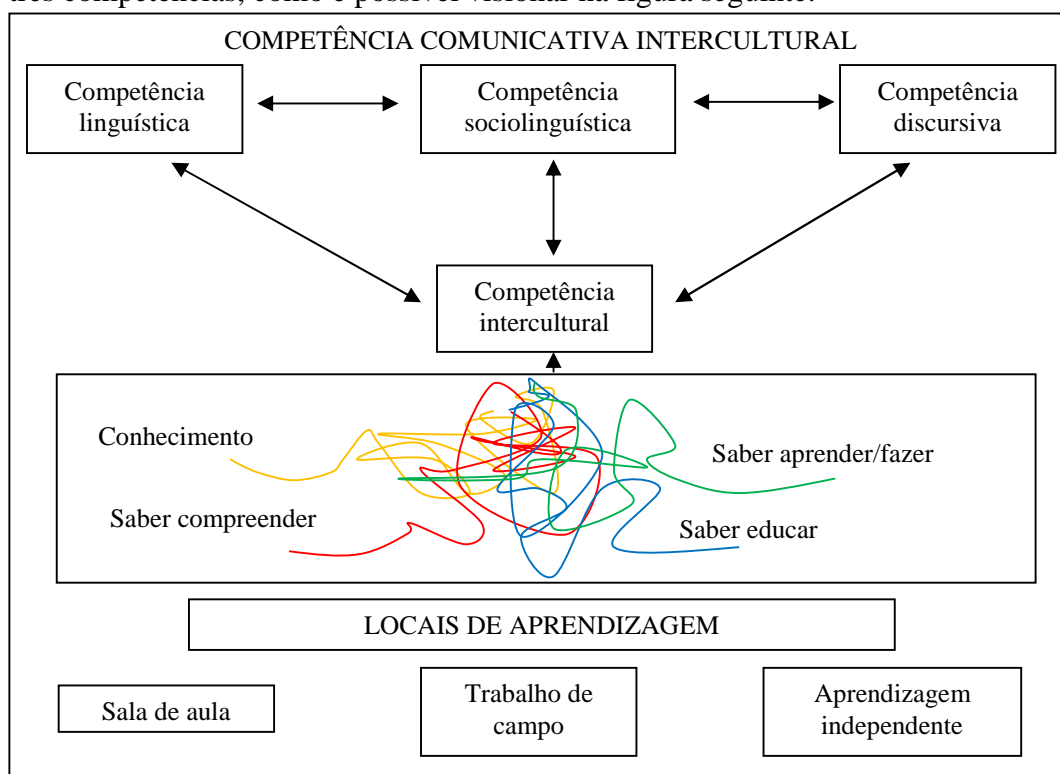 três competências, como é possível visionar na figura seguinte:
COMPETÊNCIA COMUNICATIVA INTERCULTURAL
Competência
linguística
Competência
sociolinguística
Competência
discursiva
Competência
intercultural
Conhecimento
Saber aprender/fazer
Saber compreender
Saber educar
LOCAIS DE APRENDIZAGEM
Sala de aula
Trabalho de
campo
Aprendizagem
independente